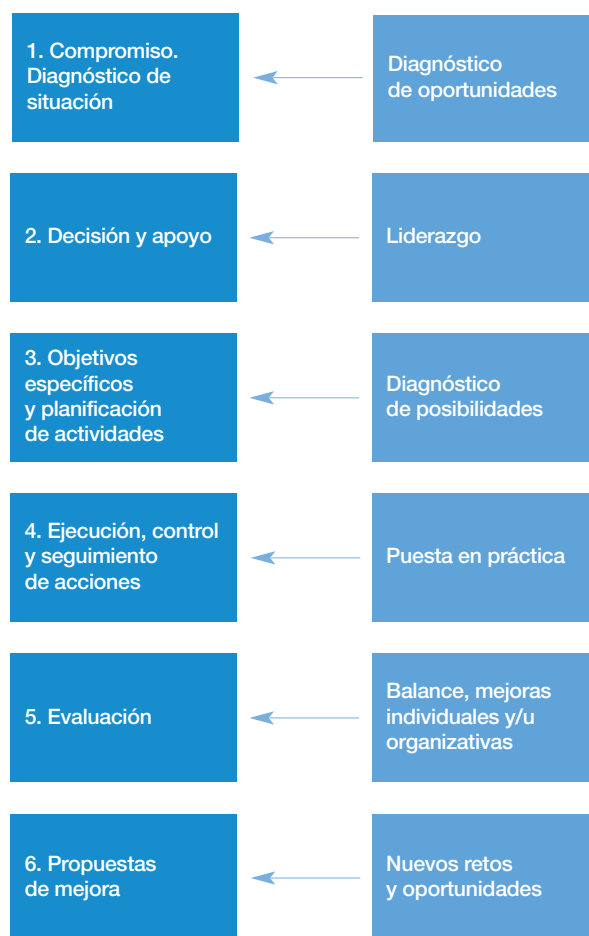 1. Compromiso.
Diagnóstico de
situación
Diagnóstico
de oportunidades
2. Decisión y apoyo
Liderazgo
3. Objetivos
específicos
y planificación
de actividades
Diagnóstico
de posibilidades
4. Ejecución, control
y seguimiento
de acciones
Puesta en práctica
5. Evaluación
Balance, mejoras
individuales y/u
organizativas
6. Propuestas
de mejora
Nuevos retos
y oportunidades